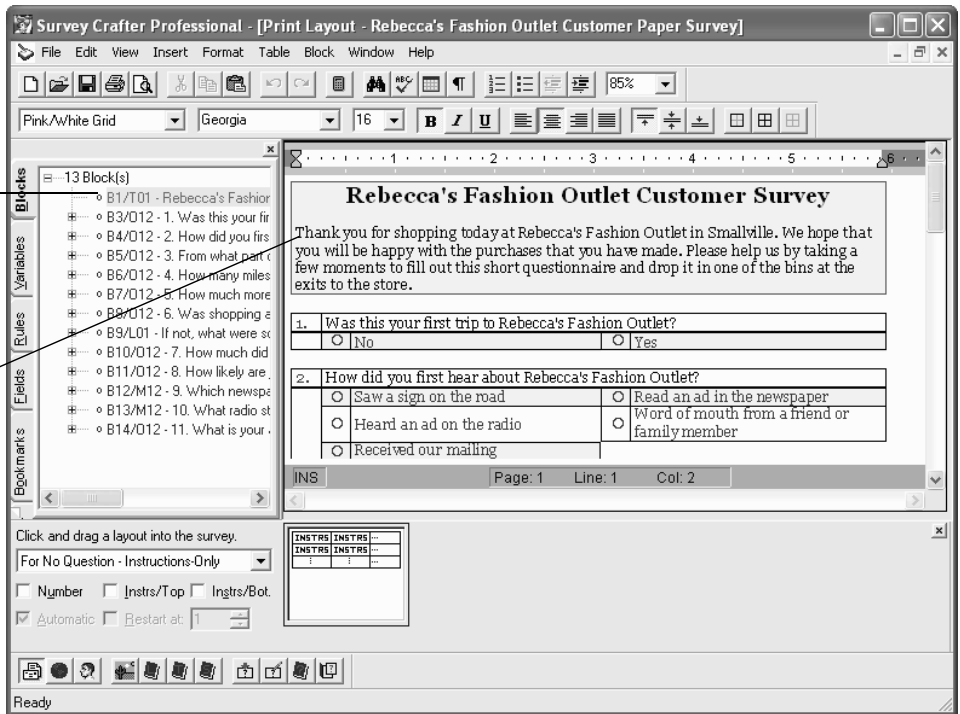 Survey Crafter Professional - [Print Layout - Rebecca's Fashion Outlet Customer Paper Survey]
File Edit View Insert Format Table Block Window Help
85%
Pink/White Grid Georgia 16 B I U
Blocks
Variables
Rules
Fields
Bookmarks
13 Block(s)
B1/T01 - Rebecca's Fashion
B3/O12 - 1. Was this your fir
B4/O12 - 2. How did you firs
B5/O12 - 3. From what part o
B6/O12 - 4. How many miles
B7/O12 - 5. How much more
B8/O12 - 6. Was shopping a
B9/L01 - If not, what were so
B10/O12 - 7. How much did
B11/O12 - 8. How likely are
B12/M12 - 9. Which newspa
B13/M12 - 10. What radio st
B14/O12 - 11. What is your
1 2 3 4 5 6
Rebecca's Fashion Outlet Customer Survey
Thank you for shopping today at Rebecca's Fashion Outlet in Smallville. We hope that
you will be happy with the purchases that you have made. Please help us by taking a
few moments to fill out this short questionnaire and drop it in one of the bins at the
exits to the store.
1. Was this your first trip to Rebecca's Fashion Outlet?
No Yes
2. How did you first hear about Rebecca's Fashion Outlet?
Saw a sign on the road Read an ad in the newspaper
Heard an ad on the radio Word of mouth from a friend or
family member
Received our mailing
INS Page: 1 Line: 1 Col: 2
Click and drag a layout into the survey.
For No Question - Instructions-Only
Number Instrs/Top Instrs/Bot.
Automatic Restart at: 1
INSTRS INSTRS ...
INSTRS INSTRS ...
Ready